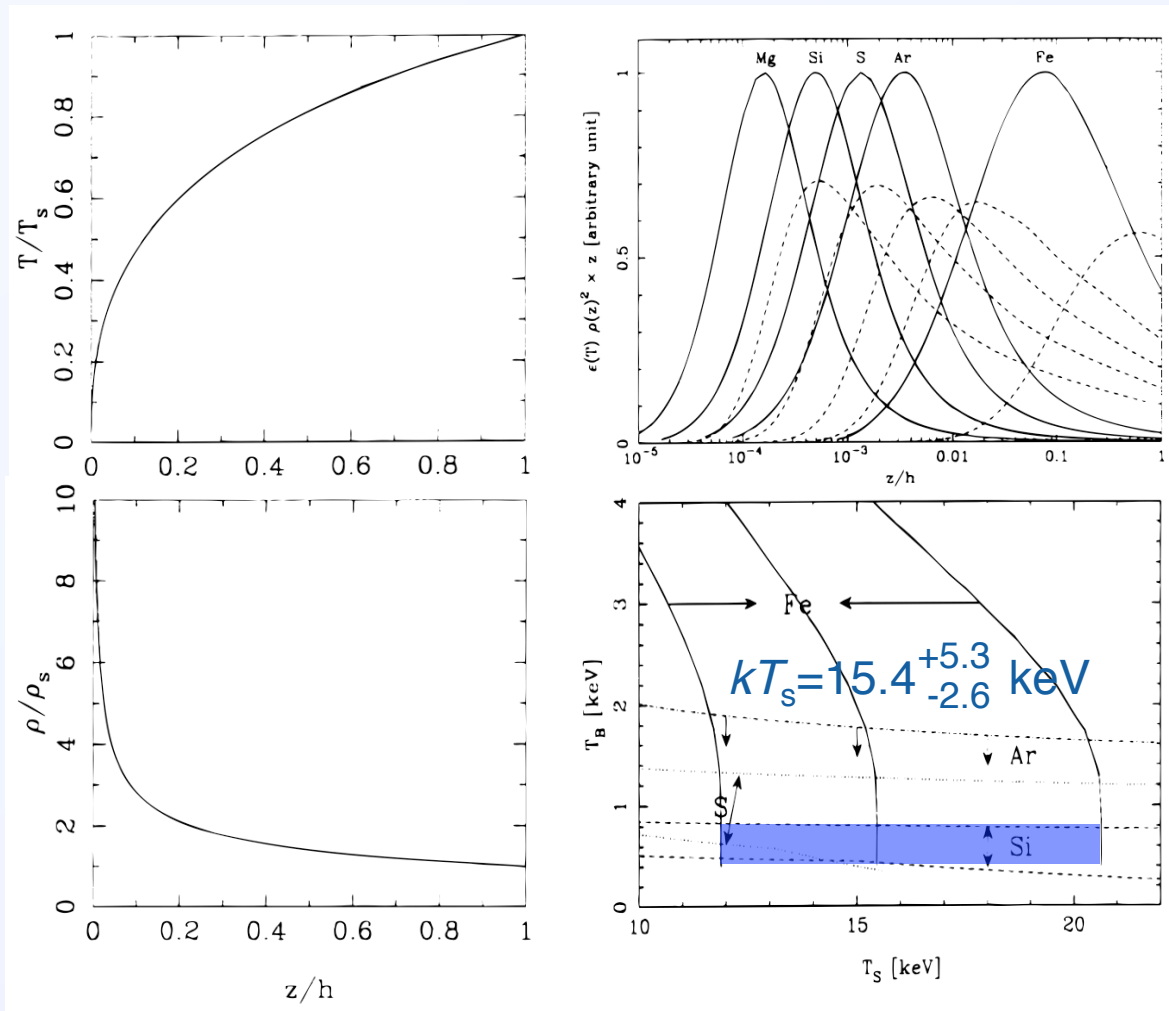 T/Ts
1
0.8
0.6
0.4
0.2
0
0 0.2 0.4 0.6 0.8 1
ε(T) ρ(z)² × z [arbitrary unit]
Mg Si S Ar Fe
1
0.5
0
10⁻⁵ 10⁻⁴ 10⁻³ 0.01 0.1 1
z/h
ρ/ρs
10
8
6
4
2
0
0 0.2 0.4 0.6 0.8 1
z/h
T_B [keV]
4
3
2
1
0
Fe
kTs=15.4 +5.3 -2.6 keV
Ar
S
Si
10 15 20
T_S [keV]